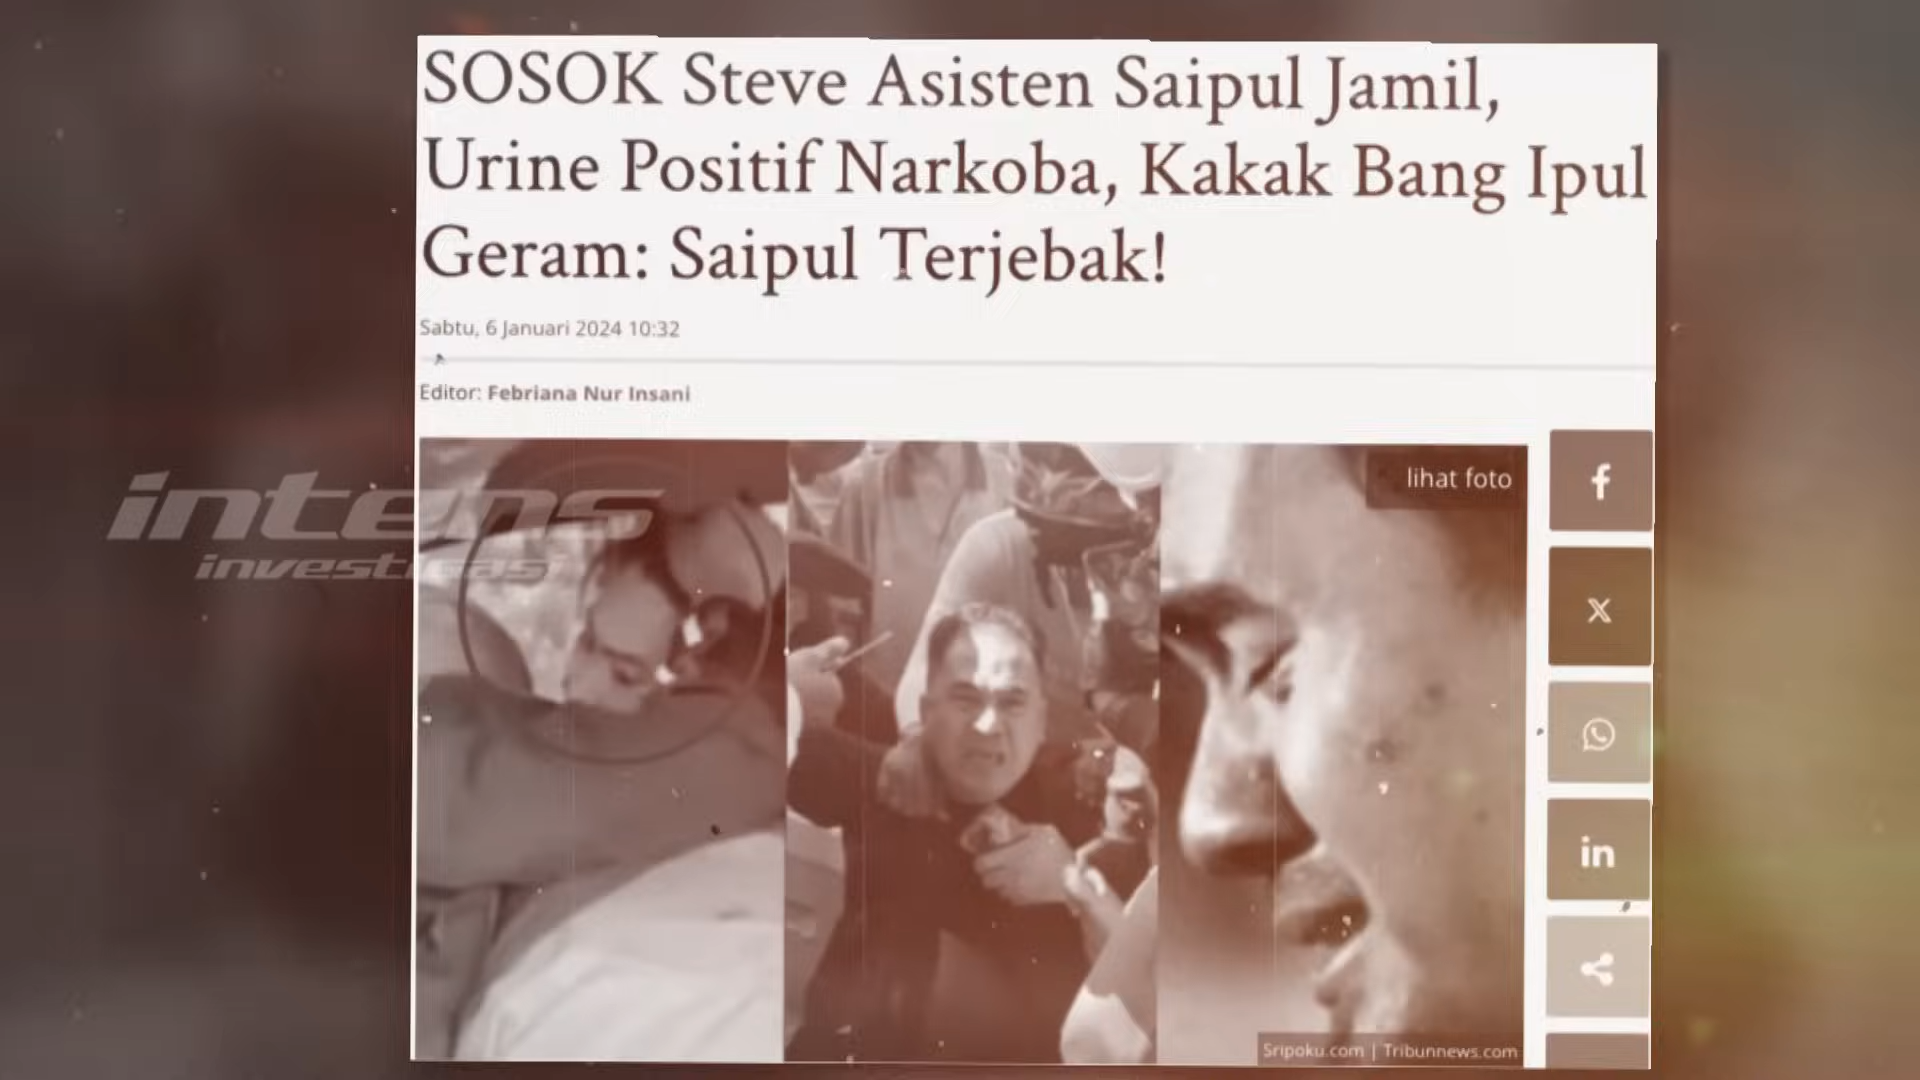 SOSOK Steve Asisten Saipul Jamil,
Urine Positif Narkoba, Kakak Bang Ipul
Geram: Saipul Terjebak!
Sabtu, 6 Januari 2024 10:32
Editor: Febriana Nur Insani
lihat foto
intens
investigasi
Sripoku.com | Tribunnews.com